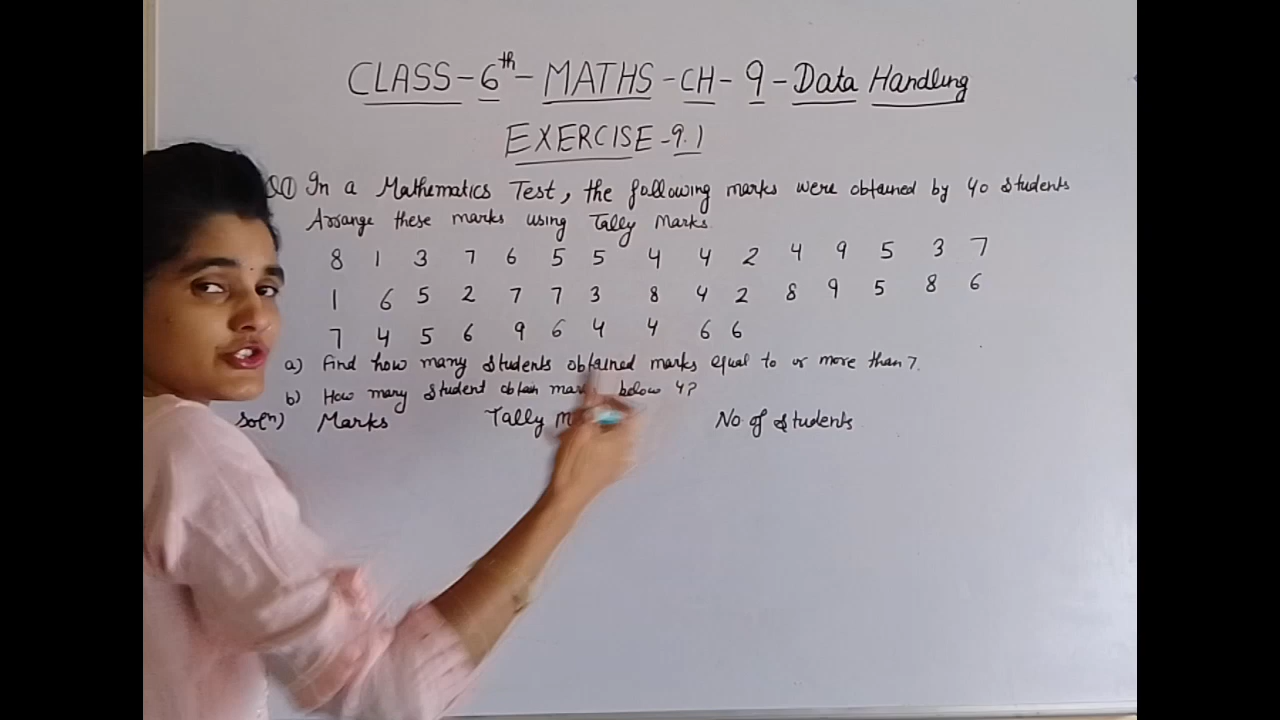 CLASS-6th-MATHS-CH-9-Data Handling
EXERCISE-9.1
Q1 In a Mathematics Test, the following marks were obtained by 40 students
Arrange these marks using Tally Marks.
8 1 3 7 6 5 5 4 4 2 4 9 5 3 7
1 6 5 2 7 7 3 8 4 2 8 9 5 8 6
7 4 5 6 9 6 4 4 6 6
a) Find how many students obtained marks equal to or more than 7.
b) How many student obtain below 4?
Sol(n) Marks Tally No. of students